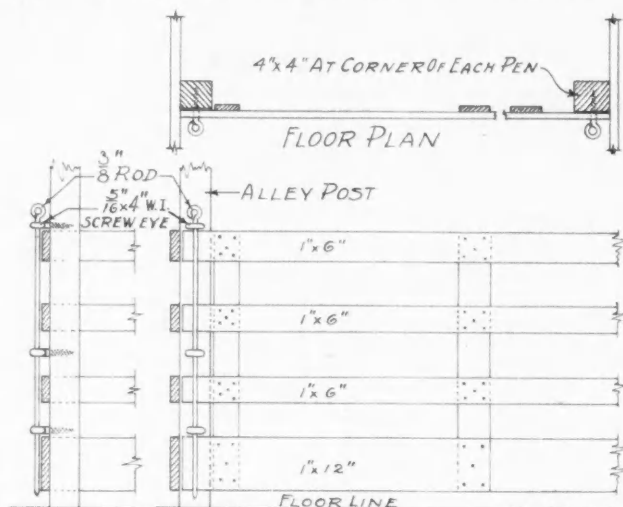 4"x4" AT CORNER OF EACH PEN
FLOOR PLAN
3/8" ROD
ALLEY POST
5/16"x4" W.I.
SCREW EYE
1"x6"
1"x6"
1"x6"
1"x12"
FLOOR LINE